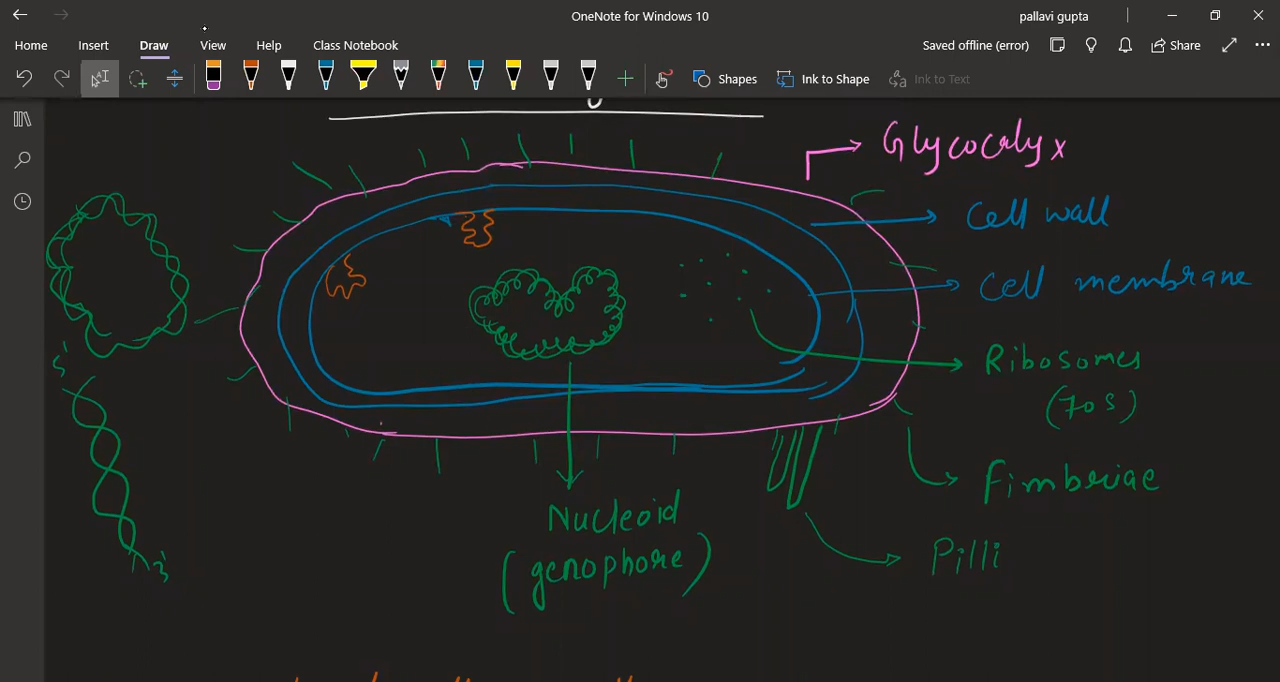 OneNote for Windows 10
pallavi gupta
Home
Insert
Draw
View
Help
Class Notebook
Saved offline (error)
Share
Shapes
Ink to Shape
Ink to Text
Glycocalyx
Cell wall
Cell membrane
Ribosomes
(70S)
Fimberiae
Pilli
Nucleoid
(genophore)
5'
3'